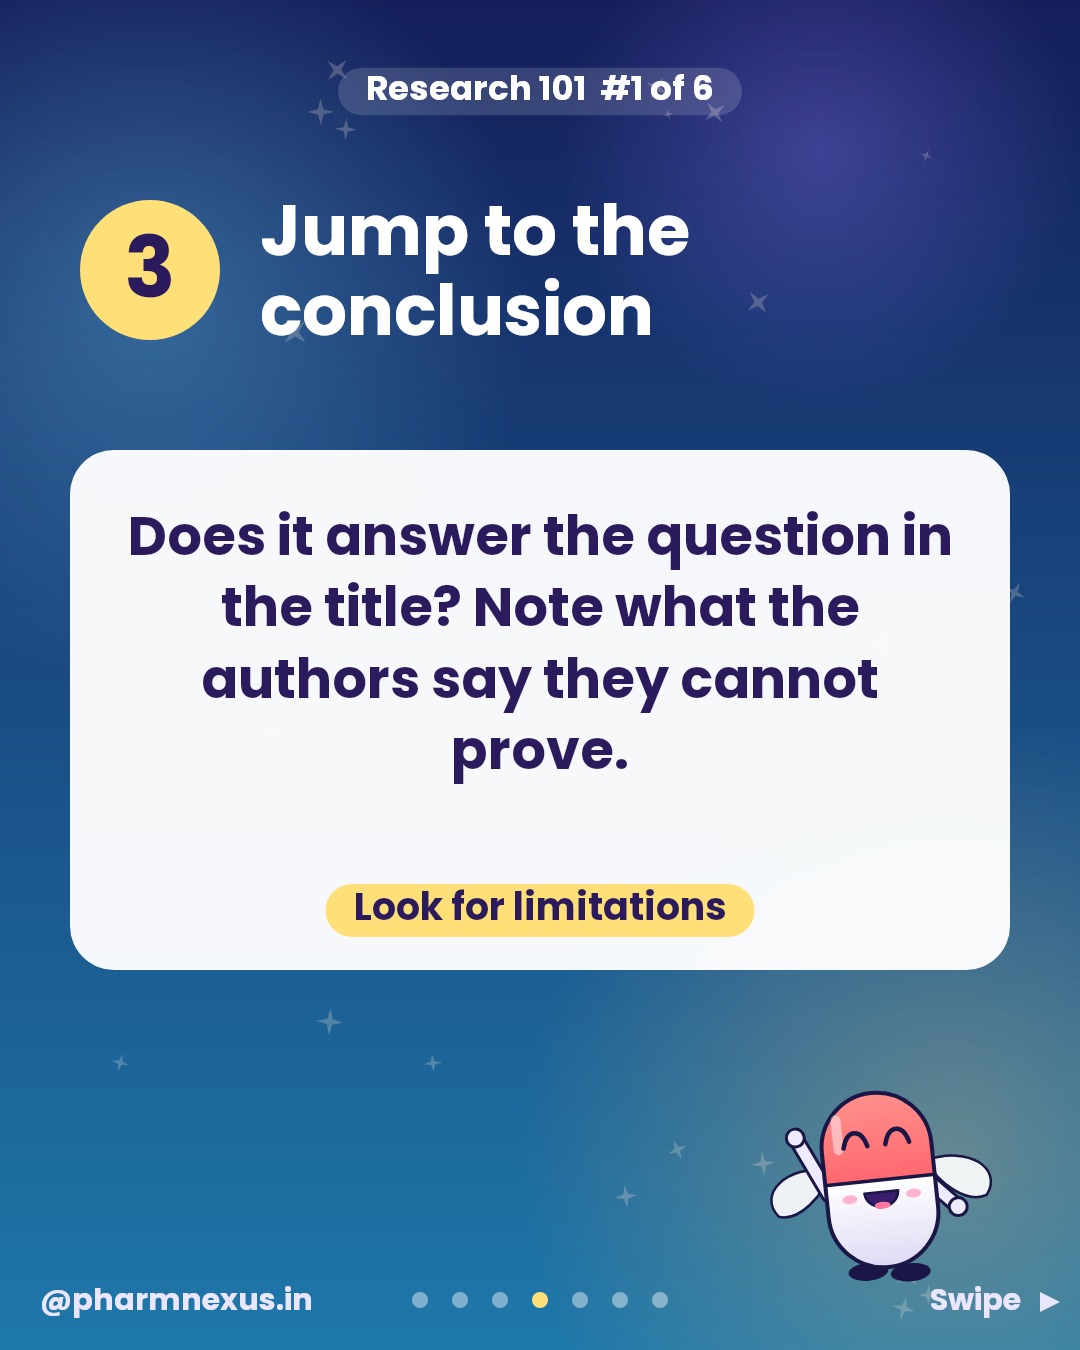 Research 101 #1 of 6
3
Jump to the
conclusion
Does it answer the question in
the title? Note what the
authors say they cannot
prove.
Look for limitations
@pharmnexus.in
Swipe ▶